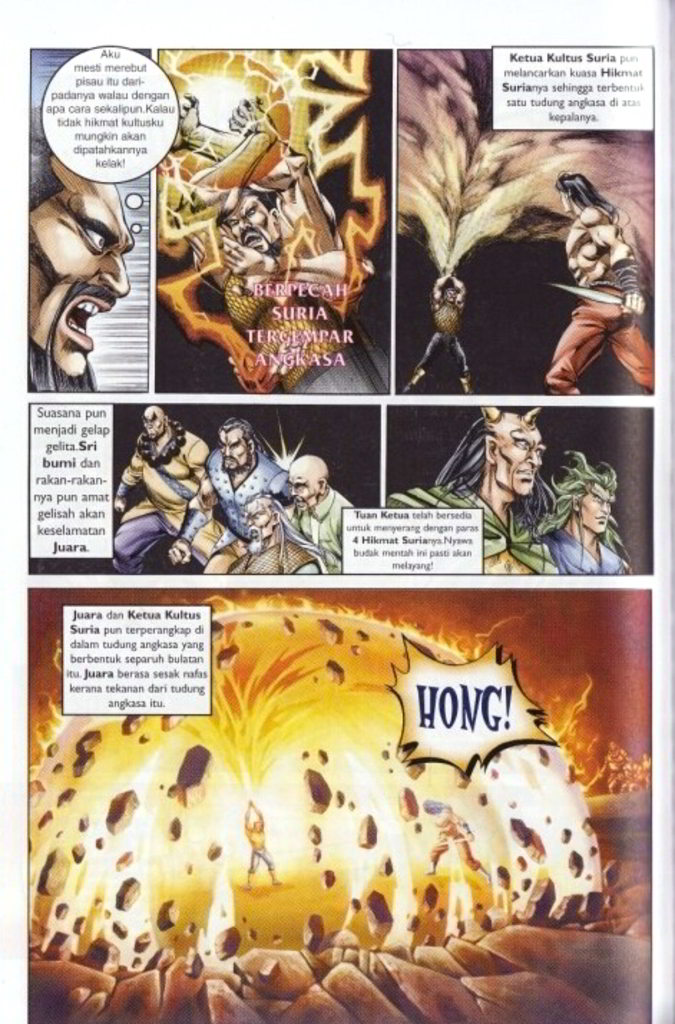 Aku
mesti merebut
pisau itu dari-
padanya walau dengan
apa cara sekalipun.Kalau
tidak hikmat kultusku
mungkin akan
dipatahkannya
kelak!
BERPECAH
SURIA
TERGEMPAR
ANGKASA
Ketua Kultus Suria pun
melancarkan kuasa Hikmat
Surianya sehingga terbentuk
satu tudung angkasa di atas
kepalanya.
Suasana pun
menjadi gelap
gelita.Sri
bumi dan
rakan-rakan-
nya pun amat
gelisah akan
keselamatan
Juara.
Tuan Ketua telah bersedia
untuk menyerang dengan paras
4 Hikmat Surianya.Nyawa
budak mentah ini pasti akan
melayang!
Juara dan Ketua Kultus
Suria pun terperangkap di
dalam tudung angkasa yang
berbentuk separuh bulatan
itu. Juara berasa sesak nafas
kerana tekanan dari tudung
angkasa itu.
HONG!